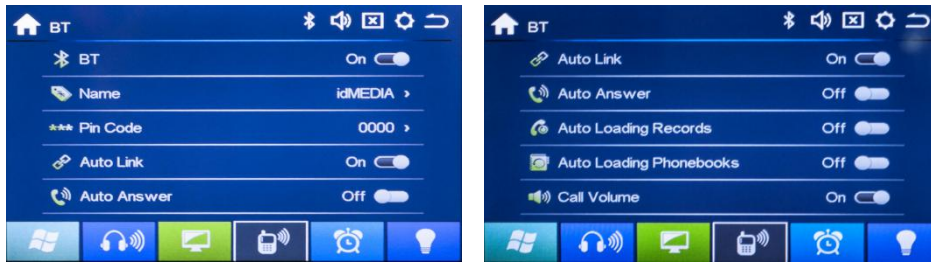 BT
BT On
Name idMEDIA >
*** Pin Code 0000 >
Auto Link On
Auto Answer Off
BT
Auto Link On
Auto Answer Off
Auto Loading Records Off
Auto Loading Phonebooks Off
Call Volume On